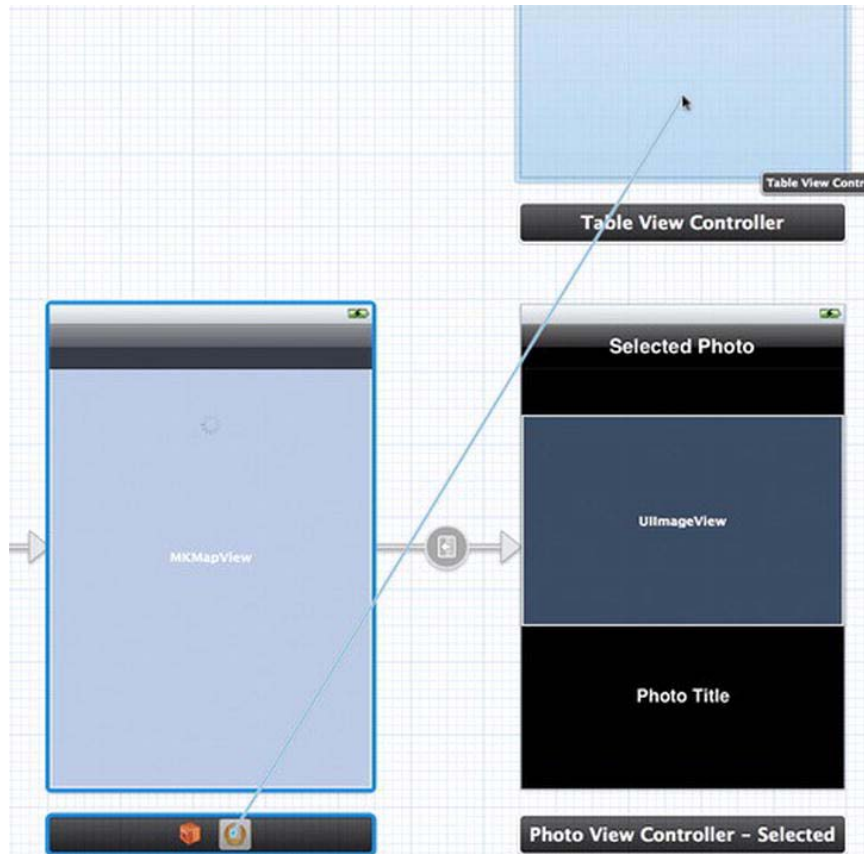 Table View Contr
Table View Controller
Selected Photo
UIImageView
MKMapView
Photo Title
Photo View Controller – Selected